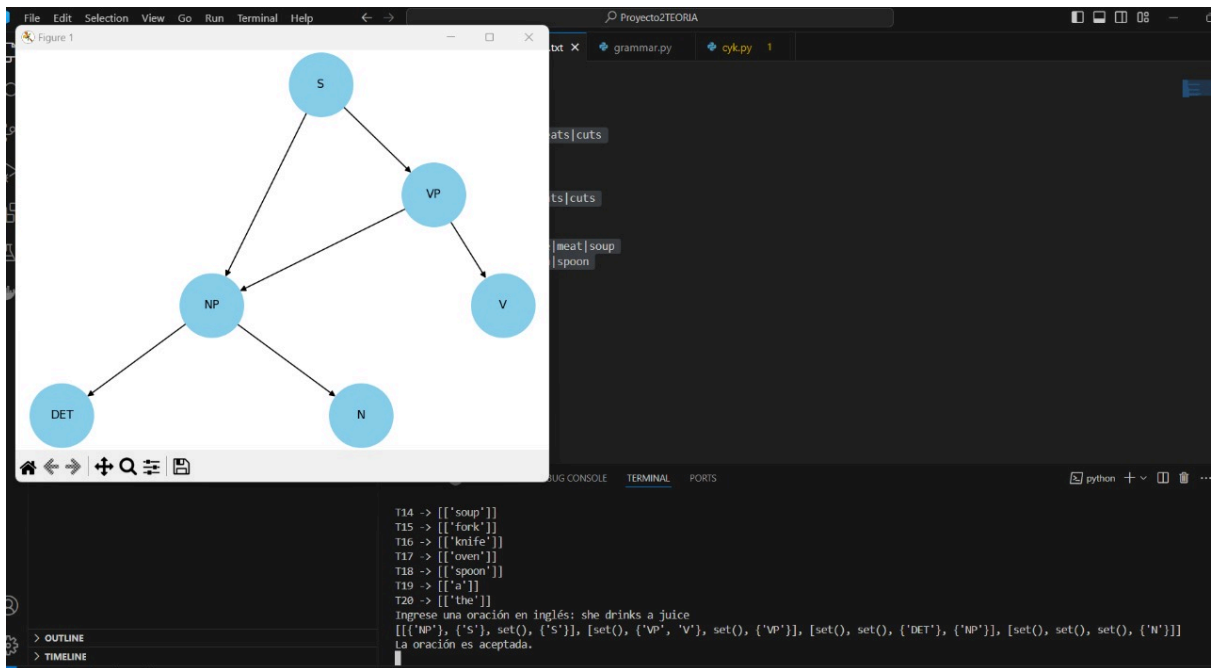 File Edit Selection View Go Run Terminal Help
Proyecto2TEORIA
Figure 1
.txt
grammar.py
cyk.py 1
S
VP
NP
V
DET
N
ats|cuts
ts|cuts
|meat|soup
|spoon
UG CONSOLE TERMINAL PORTS
python
T14 -> [['soup']]
T15 -> [['fork']]
T16 -> [['knife']]
T17 -> [['oven']]
T18 -> [['spoon']]
T19 -> [['a']]
T20 -> [['the']]
Ingrese una oración en inglés: she drinks a juice
[[{'NP'}, {'S'}, set(), {'S'}], [set(), {'VP', 'V'}, set(), {'VP'}], [set(), set(), {'DET'}, {'NP'}], [set(), set(), set(), {'N'}]]
La oración es aceptada.
OUTLINE
TIMELINE